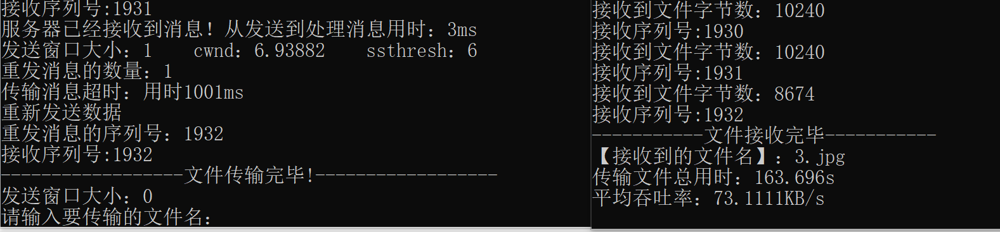 接收序列号:1931
服务器已经接收到消息！从发送到处理消息用时：3ms
发送窗口大小：1    cwnd：6.93882    ssthresh：6
重发消息的数量：1
传输消息超时：用时1001ms
重新发送数据
重发消息的序列号：1932
接收序列号:1932
------------------文件传输完毕!------------------
发送窗口大小：0
请输入要传输的文件名：
接收到文件字节数：10240
接收序列号:1930
接收到文件字节数：10240
接收序列号:1931
接收到文件字节数：8674
接收序列号:1932
-----------文件接收完毕-----------
【接收到的文件名】：3.jpg
传输文件总用时：163.696s
平均吞吐率：73.1111KB/s